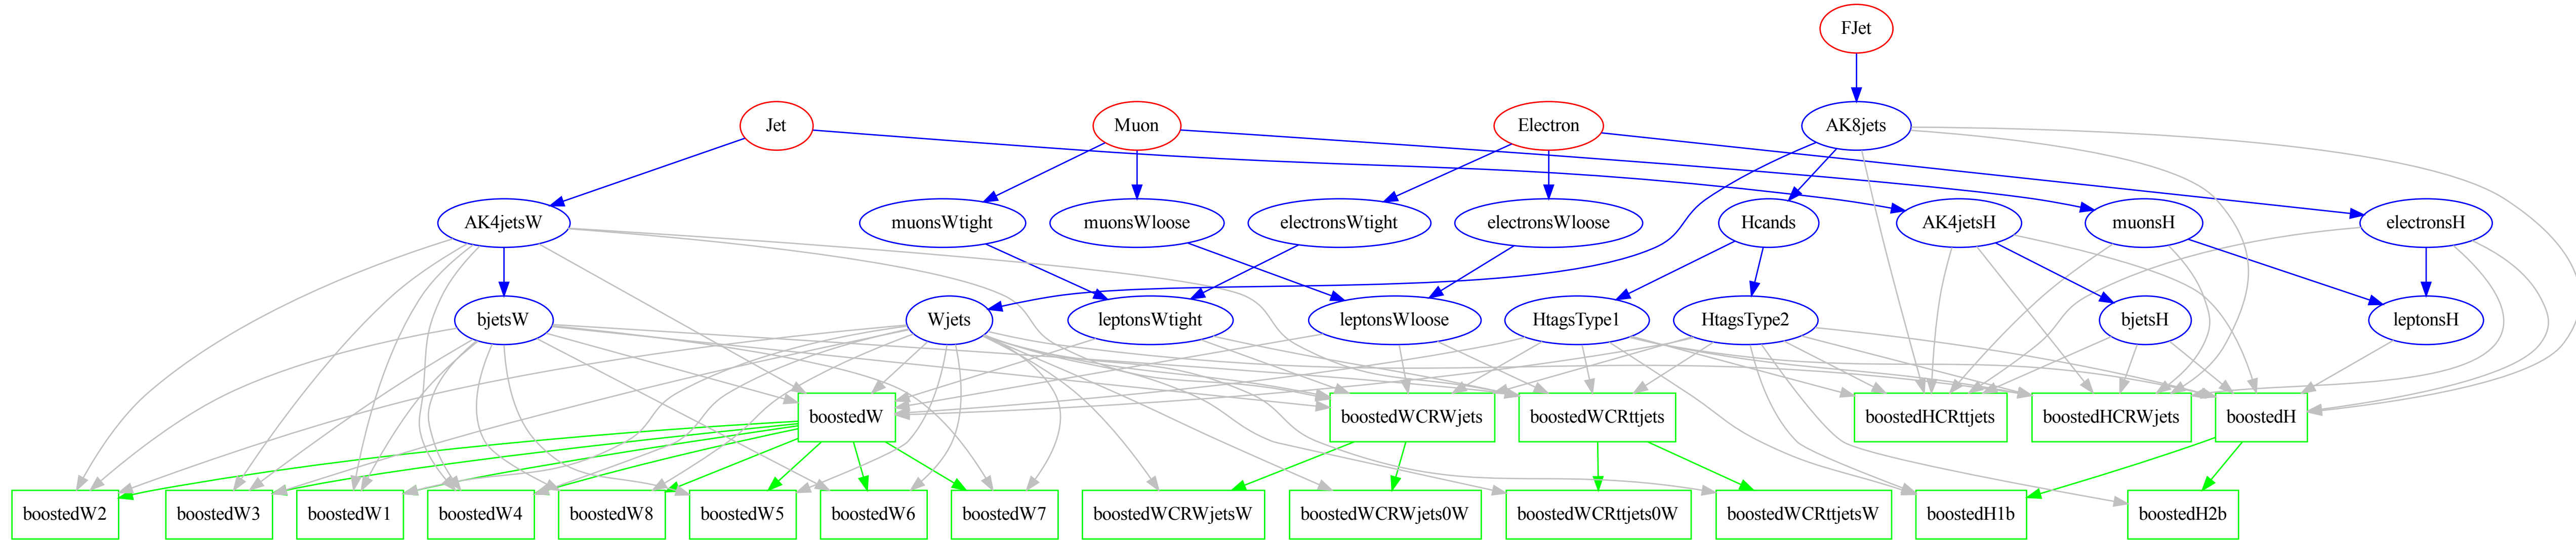 FJet
Jet
Muon
Electron
AK8jets
AK4jetsW
muonsWtight
muonsWloose
electronsWtight
electronsWloose
Hcands
AK4jetsH
muonsH
electronsH
bjetsW
Wjets
leptonsWtight
leptonsWloose
HtagsType1
HtagsType2
bjetsH
leptonsH
boostedW
boostedWCRWjets
boostedWCRttjets
boostedHCRttjets
boostedHCRWjets
boostedH
boostedW2
boostedW3
boostedW1
boostedW4
boostedW8
boostedW5
boostedW6
boostedW7
boostedWCRWjetsW
boostedWCRWjets0W
boostedWCRttjets0W
boostedWCRttjetsW
boostedH1b
boostedH2b